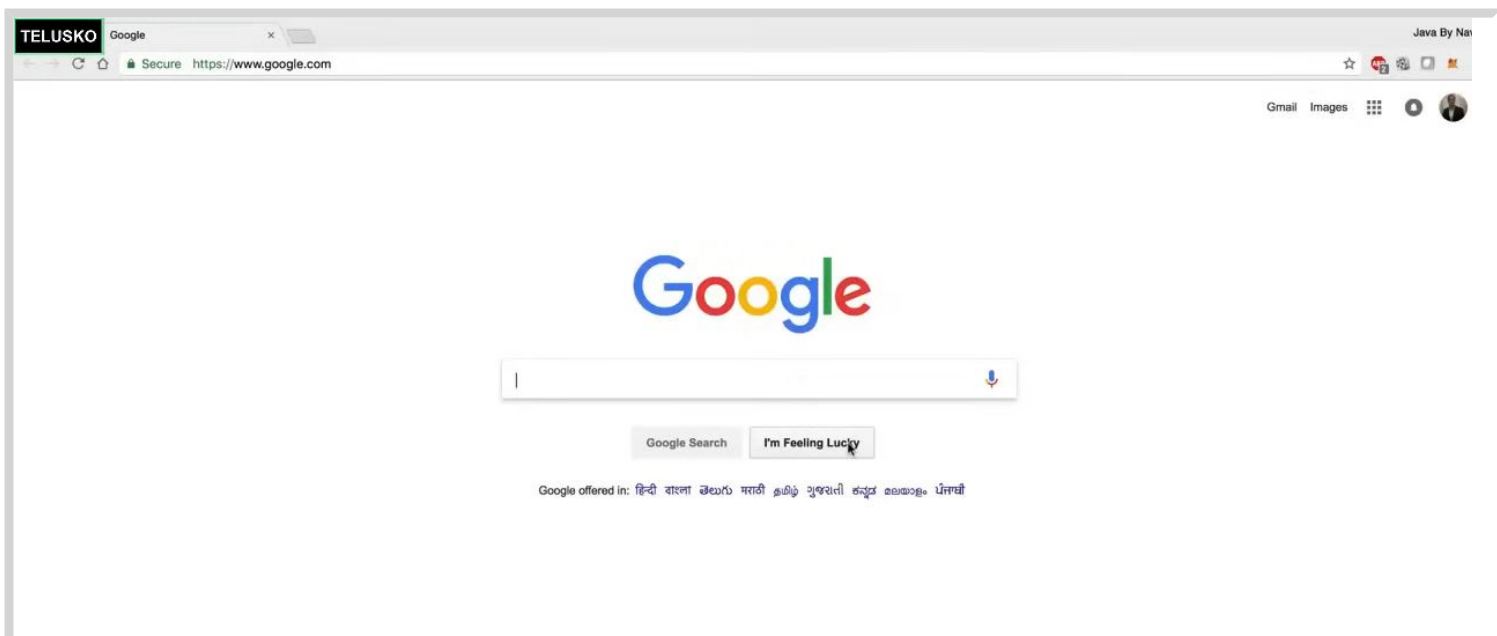 TELUSKO Google Java By Nav
Secure https://www.google.com
Gmail Images
Google
Google Search I'm Feeling Lucky
Google offered in: हिन्दी বাংলা తెలుగు मराठी தமிழ் ગુજરાતી ಕನ್ನಡ മലയാളം ਪੰਜਾਬੀ